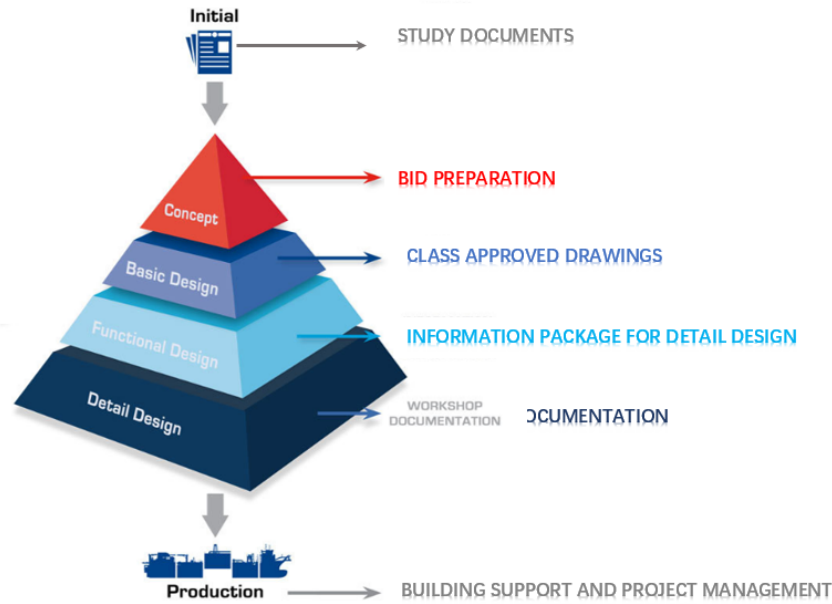 Initial
STUDY DOCUMENTS
BID PREPARATION
Concept
CLASS APPROVED DRAWINGS
Basic Design
INFORMATION PACKAGE FOR DETAIL DESIGN
Functional Design
Detail Design
WORKSHOP
DOCUMENTATION
OCUMENTATION
Production
BUILDING SUPPORT AND PROJECT MANAGEMENT